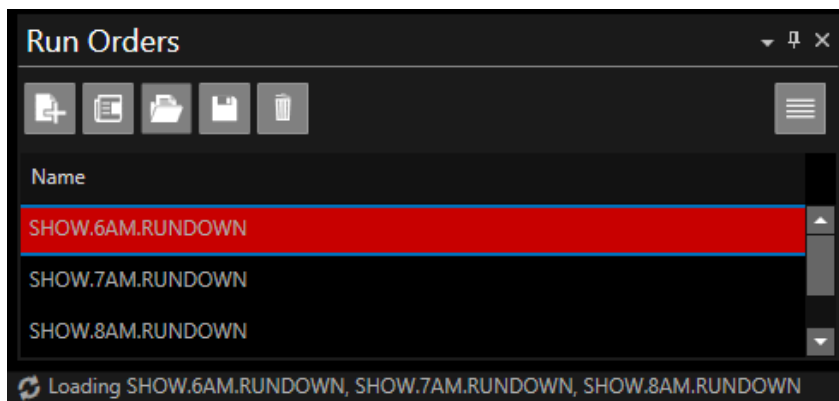 Run Orders
Name
SHOW.6AM.RUNDOWN
SHOW.7AM.RUNDOWN
SHOW.8AM.RUNDOWN
Loading SHOW.6AM.RUNDOWN, SHOW.7AM.RUNDOWN, SHOW.8AM.RUNDOWN